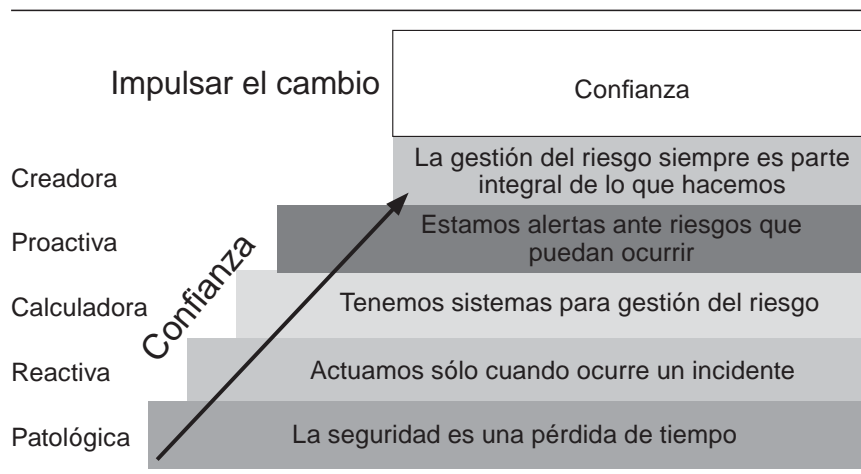 Impulsar el cambio
Confianza
Creadora
La gestión del riesgo siempre es parte
integral de lo que hacemos
Proactiva
Estamos alertas ante riesgos que
puedan ocurrir
Confianza
Calculadora
Tenemos sistemas para gestión del riesgo
Reactiva
Actuamos sólo cuando ocurre un incidente
Patológica
La seguridad es una pérdida de tiempo